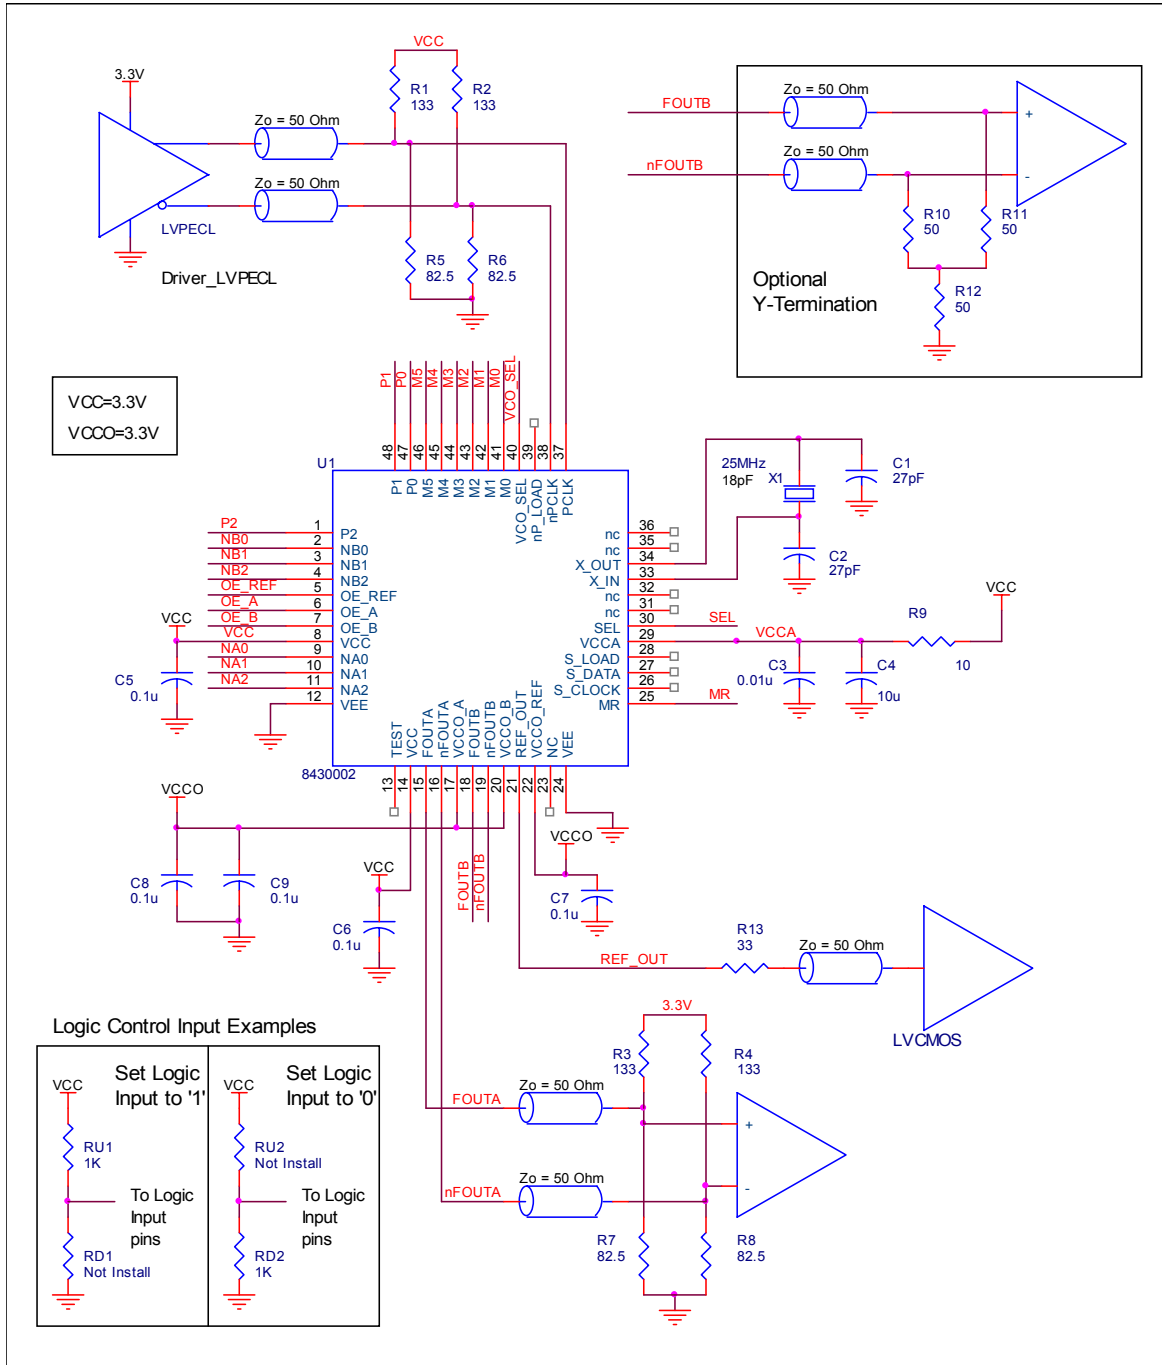 VCC
3.3V
R1
133
R2
133
Zo = 50 Ohm
Zo = 50 Ohm
LVPECL
Driver_LVPECL
R5
82.5
R6
82.5
FOUTB
Zo = 50 Ohm
+
nFOUTB
Zo = 50 Ohm
-
R10
50
R11
50
R12
50
Optional
Y-Termination
VCC=3.3V
VCCO=3.3V
P1
P0
M5
M4
M3
M2
M1
M0
VCO_SEL
48
47
46
45
44
43
42
41
40
39
38
37
U1
P1
P0
M5
M4
M3
M2
M1
M0
VCO_SEL
nP_LOAD
nPCLK
PCLK
P2 1 P2
NB0 2 NB0
NB1 3 NB1
NB2 4 NB2
OE_REF 5 OE_REF
OE_A 6 OE_A
OE_B 7 OE_B
VCC 8 VCC
NA0 9 NA0
NA1 10 NA1
NA2 11 NA2
12 VEE
VCC
C5
0.1u
nc 36
nc 35
X_OUT 34
X_IN 33
nc 32
nc 31
SEL 30 SEL
VCCA 29 VCCA
S_LOAD 28
S_DATA 27
S_CLOCK 26
MR 25 MR
25MHz
18pF
X1
C1
27pF
C2
27pF
VCC
R9
10
C3
0.01u
C4
10u
TEST
VCC
FOUTA
nFOUTA
VCCO_A
FOUTB
nFOUTB
VCCO_B
REF_OUT
VCCO_REF
NC
VEE
8430002
13
14
15
16
17
18
19
20
21
22
23
24
VCCO
C8
0.1u
C9
0.1u
VCC
C6
0.1u
FOUTB
nFOUTB
VCCO
C7
0.1u
REF_OUT
R13
33
Zo = 50 Ohm
LVCMOS
3.3V
R3
133
R4
133
FOUTA
Zo = 50 Ohm
+
nFOUTA
Zo = 50 Ohm
-
R7
82.5
R8
82.5
Logic Control Input Examples
VCC
Set Logic
Input to '1'
RU1
1K
To Logic
Input
pins
RD1
Not Install
VCC
Set Logic
Input to '0'
RU2
Not Install
To Logic
Input
pins
RD2
1K